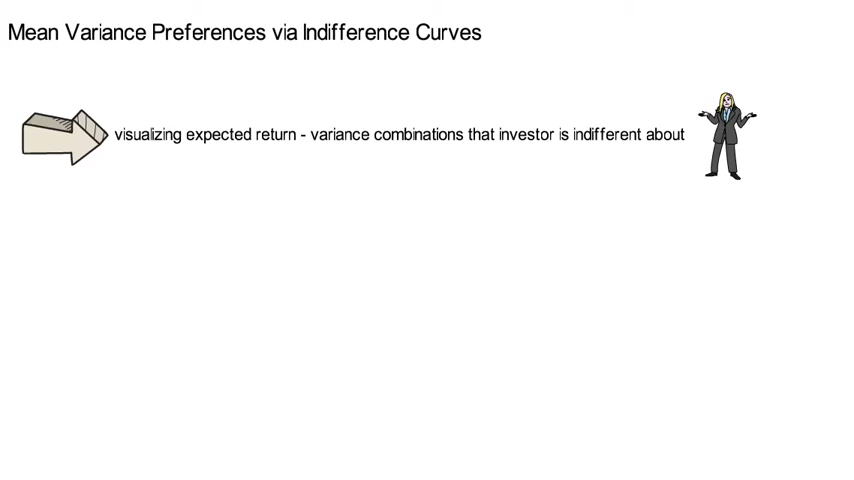 Mean Variance Preferences via Indifference Curves
visualizing expected return - variance combinations that investor is indifferent about